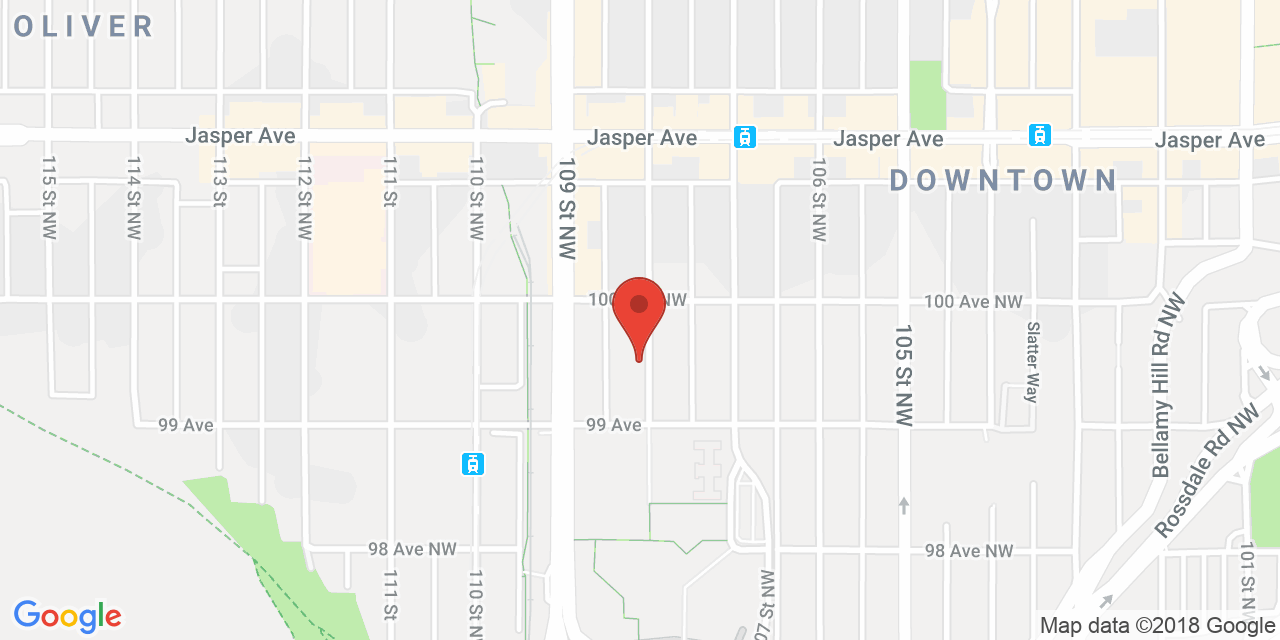 OLIVER
Jasper Ave
Jasper Ave
Jasper Ave
Jasper Ave
DOWNTOWN
115 St NW
114 St NW
113 St
112 St NW
111 St
110 St NW
109 St NW
106 St NW
100 NW
100 Ave NW
Bellamy Hill Rd NW
Slatter Way
105 St NW
99 Ave
99 Ave
Rossdale Rd NW
98 Ave NW
98 Ave NW
111 St
110 St NW
07 St NW
101 St N
Google
Map data ©2018 Google